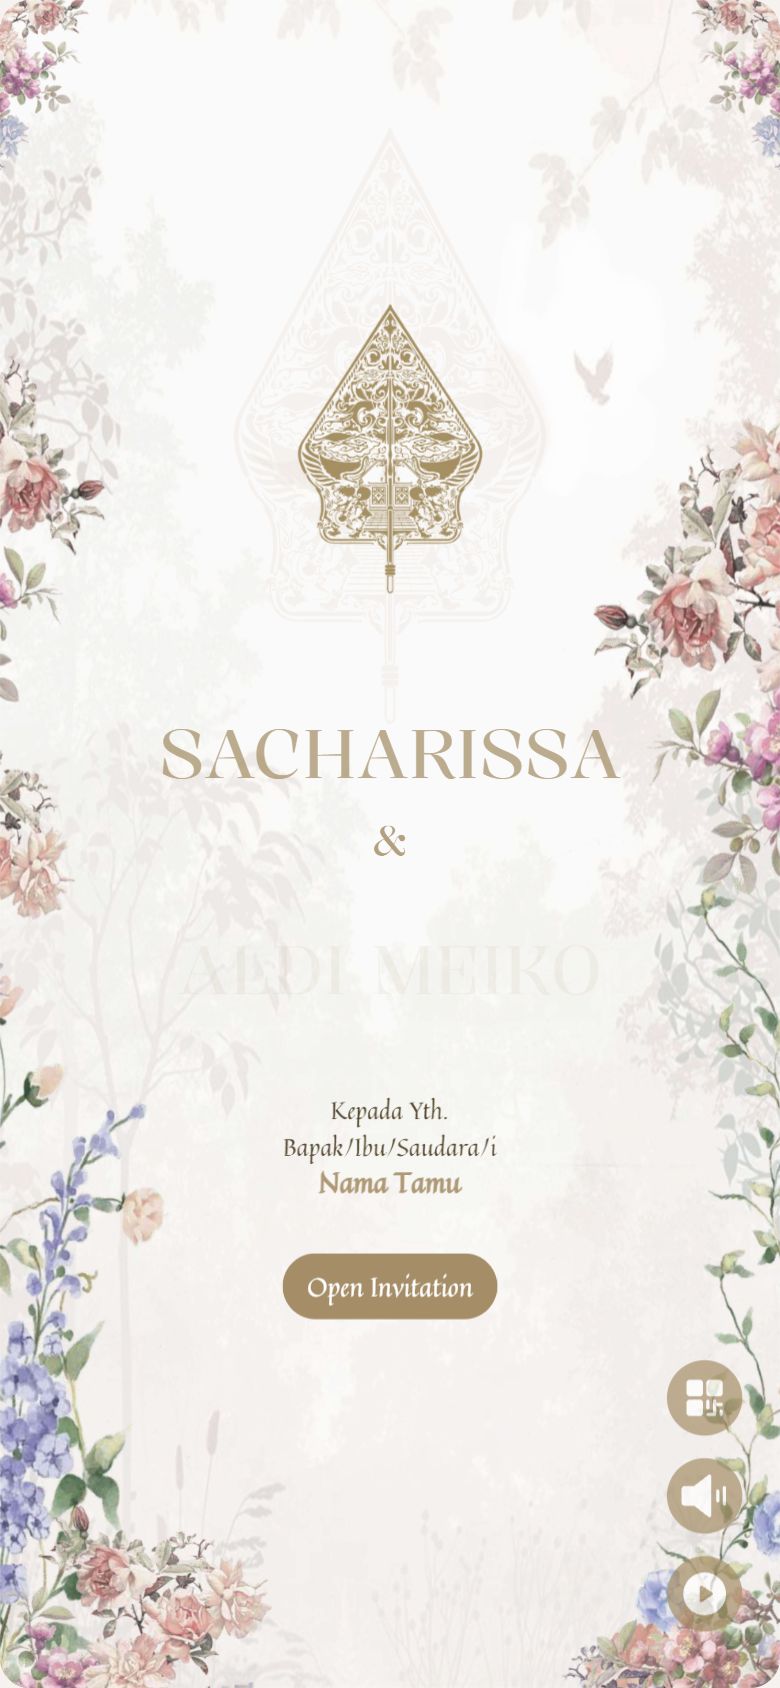 SACHARISSA
&
ALDI MEIKO
Kepada Yth.
Bapak/Ibu/Saudara/i
Nama Tamu
Open Invitation